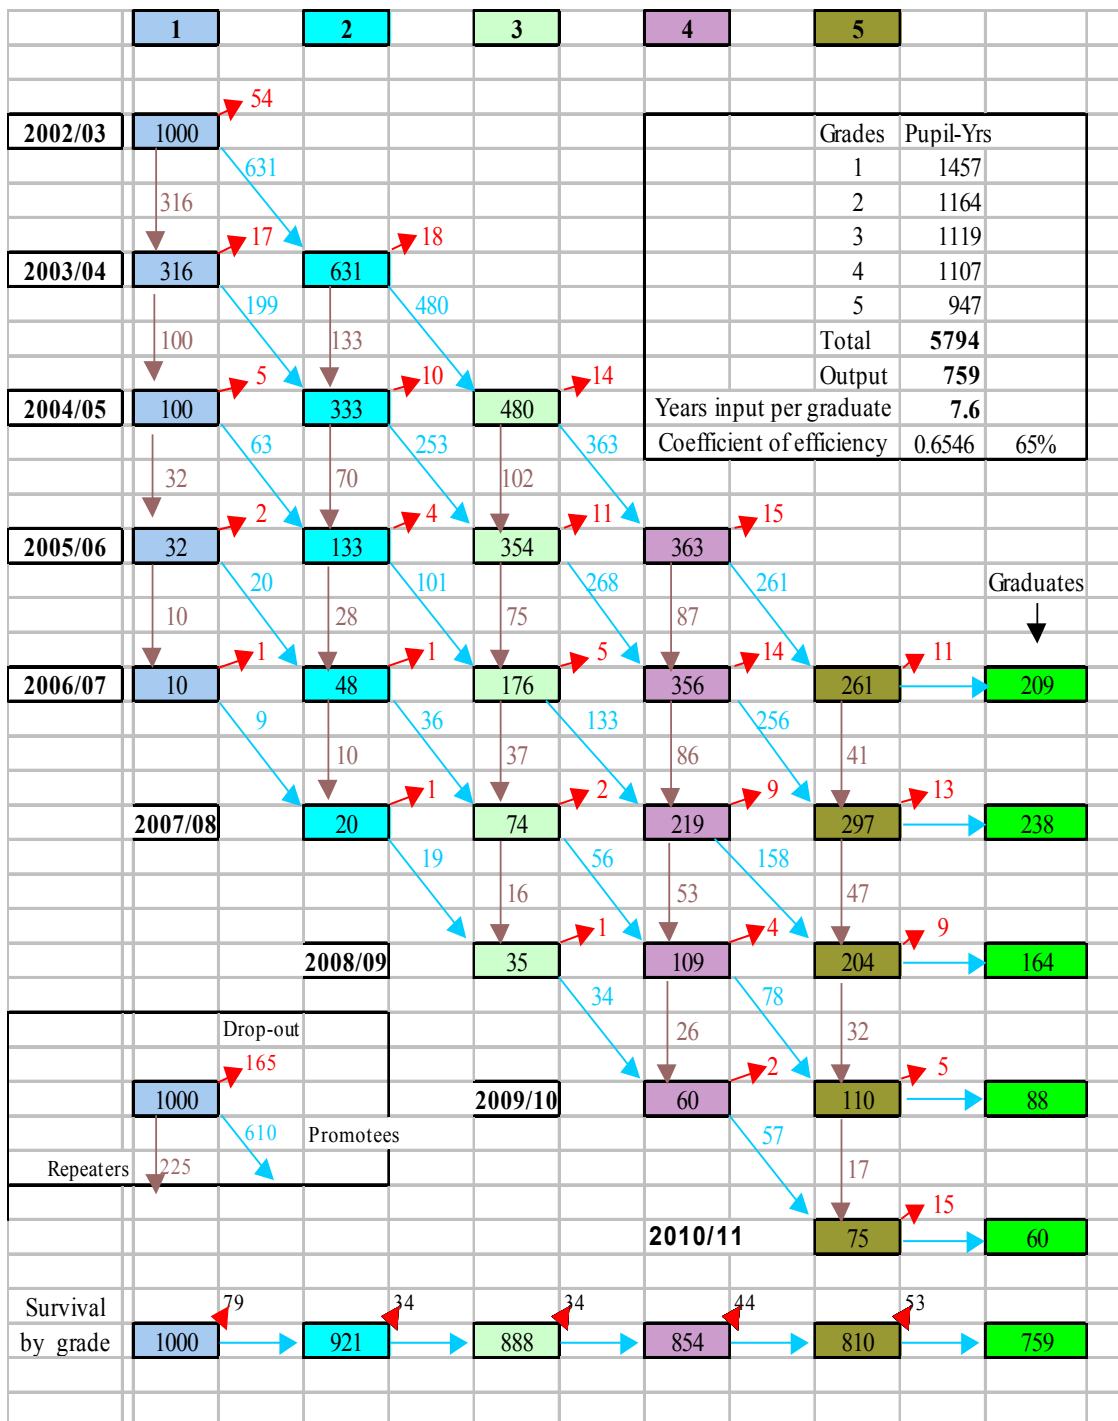 1 2 3 4 5
54
2002/03 1000 Grades Pupil-Yrs
631 1 1457
316 2 1164
17 18 3 1119
2003/04 316 631 4 1107
199 480 5 947
100 133 Total 5794
5 10 14 Output 759
2004/05 100 333 480 Years input per graduate 7.6
63 253 363 Coefficient of efficiency 0.6546 65%
32 70 102
2 4 11 15
2005/06 32 133 354 363
20 101 268 261 Graduates
10 28 75 87
1 1 5 14 11
2006/07 10 48 176 356 261 209
9 36 133 256
10 37 86 41
1 2 9 13
2007/08 20 74 219 297 238
19 56 158
16 53 47
1 4 9
2008/09 35 109 204 164
34 78
Drop-out 26 32
165 2 5
1000 2009/10 60 110 88
610 Promotees 57
Repeaters 225 17
15
2010/11 75 60
Survival 79 34 34 44 53
by grade 1000 921 888 854 810 759